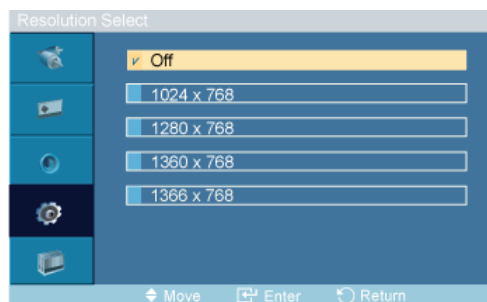 Resolution Select
Off
1024 x 768
1280 x 768
1360 x 768
1366 x 768
Move Enter Return